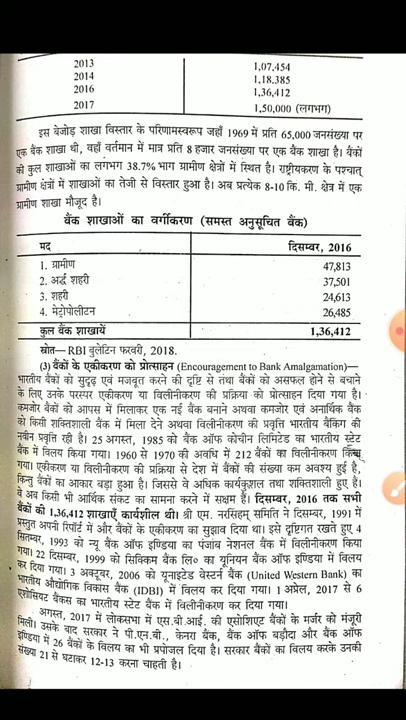 2013 1,07,454
2014 1,18,385
2016 1,36,412
2017 1,50,000 (लगभग)
इस बेजोड़ शाखा विस्तार के परिणामस्वरूप जहाँ 1969 में प्रति 65,000 जनसंख्या पर
एक बैंक शाखा थी, वहाँ वर्तमान में मात्र प्रति 8 हजार जनसंख्या पर एक बैंक शाखा है। बैंकों
की कुल शाखाओं का लगभग 38.7% भाग ग्रामीण क्षेत्रों में स्थित है। राष्ट्रीयकरण के पश्चात्
ग्रामीण क्षेत्रों में शाखाओं का तेजी से विस्तार हुआ है। अब प्रत्येक 8-10 कि. मी. क्षेत्र में एक
ग्रामीण शाखा मौजूद है।
बैंक शाखाओं का वर्गीकरण (समस्त अनुसूचित बैंक)
मद दिसम्बर, 2016
1. ग्रामीण 47,813
2. अर्द्ध शहरी 37,501
3. शहरी 24,613
4. मेट्रोपोलीटन 26,485
कुल बैंक शाखायें 1,36,412
स्रोत— RBI बुलेटिन फरवरी, 2018.
(3) बैंकों के एकीकरण को प्रोत्साहन (Encouragement to Bank Amalgamation)—
भारतीय बैंकों को सुदृढ़ एवं मजबूत करने की दृष्टि से तथा बैंकों को असफल होने से बचाने
के लिए उनके परस्पर एकीकरण या विलीनीकरण की प्रक्रिया को प्रोत्साहन दिया गया है।
कमजोर बैंकों को आपस में मिलाकर एक नई बैंक बनाने अथवा कमजोर एवं अनार्थिक बैंक
को किसी शक्तिशाली बैंक में मिला देने अथवा विलीनीकरण की प्रवृत्ति भारतीय बैंकिंग की
नवीन प्रवृत्ति रही है। 25 अगस्त, 1985 को बैंक ऑफ कोचीन लिमिटेड का भारतीय स्टेट
बैंक में विलय किया गया। 1960 से 1970 की अवधि में 212 बैंकों का विलीनीकरण किया
गया। एकीकरण या विलीनीकरण की प्रक्रिया से देश में बैंकों की संख्या कम अवश्य हुई है,
किन्तु बैंकों का आकार बड़ा हुआ है। जिससे वे अधिक कार्यकुशल तथा शक्तिशाली हुए हैं।
वे अब किसी भी आर्थिक संकट का सामना करने में सक्षम हैं। दिसम्बर, 2016 तक सभी
बैंकों की 1,36,412 शाखाएँ कार्यशील थी। श्री एम. नरसिंहम् समिति ने दिसम्बर, 1991 में
प्रस्तुत अपनी रिपोर्ट में और बैंकों के एकीकरण का सुझाव दिया था। इसे दृष्टिगत रखते हुए 4
सितम्बर, 1993 को न्यू बैंक ऑफ इण्डिया का पंजाब नेशनल बैंक में विलीनीकरण किया
गया। 22 दिसम्बर, 1999 को सिक्किम बैंक लि० का यूनियन बैंक ऑफ इण्डिया में विलय
कर दिया गया। 3 अक्टूबर, 2006 को यूनाइटेड वेस्टर्न बैंक (United Western Bank) का
भारतीय औद्योगिक विकास बैंक (IDBI) में विलय कर दिया गया। 1 अप्रेल, 2017 से 6
एशोसियट बैंकस का भारतीय स्टेट बैंक में विलीनीकरण कर दिया गया।
अगस्त, 2017 में लोकसभा में एस.बी.आई. की एसोशिएट बैंकों के मर्जर को मंजूरी
मिली। उसके बाद सरकार ने पी.एन.बी., केनरा बैंक, बैंक ऑफ बड़ौदा और बैंक ऑफ
इण्डिया में 26 बैंकों के विलय का भी प्रपोजल दिया है। सरकार बैंकों का विलय करके उनकी
संख्या 21 से घटाकर 12-13 करना चाहती है।